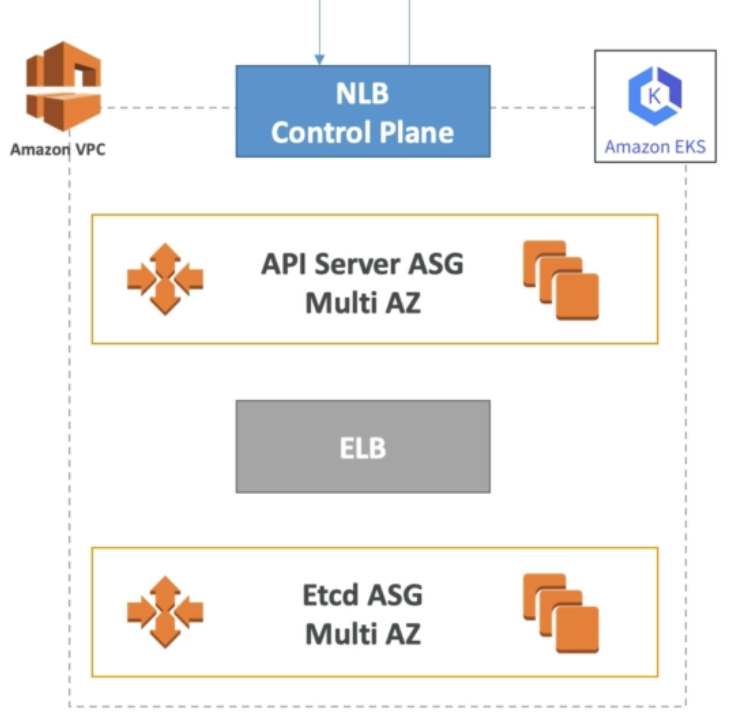 NLB
Control Plane
Amazon VPC
K
Amazon EKS
API Server ASG
Multi AZ
ELB
Etcd ASG
Multi AZ